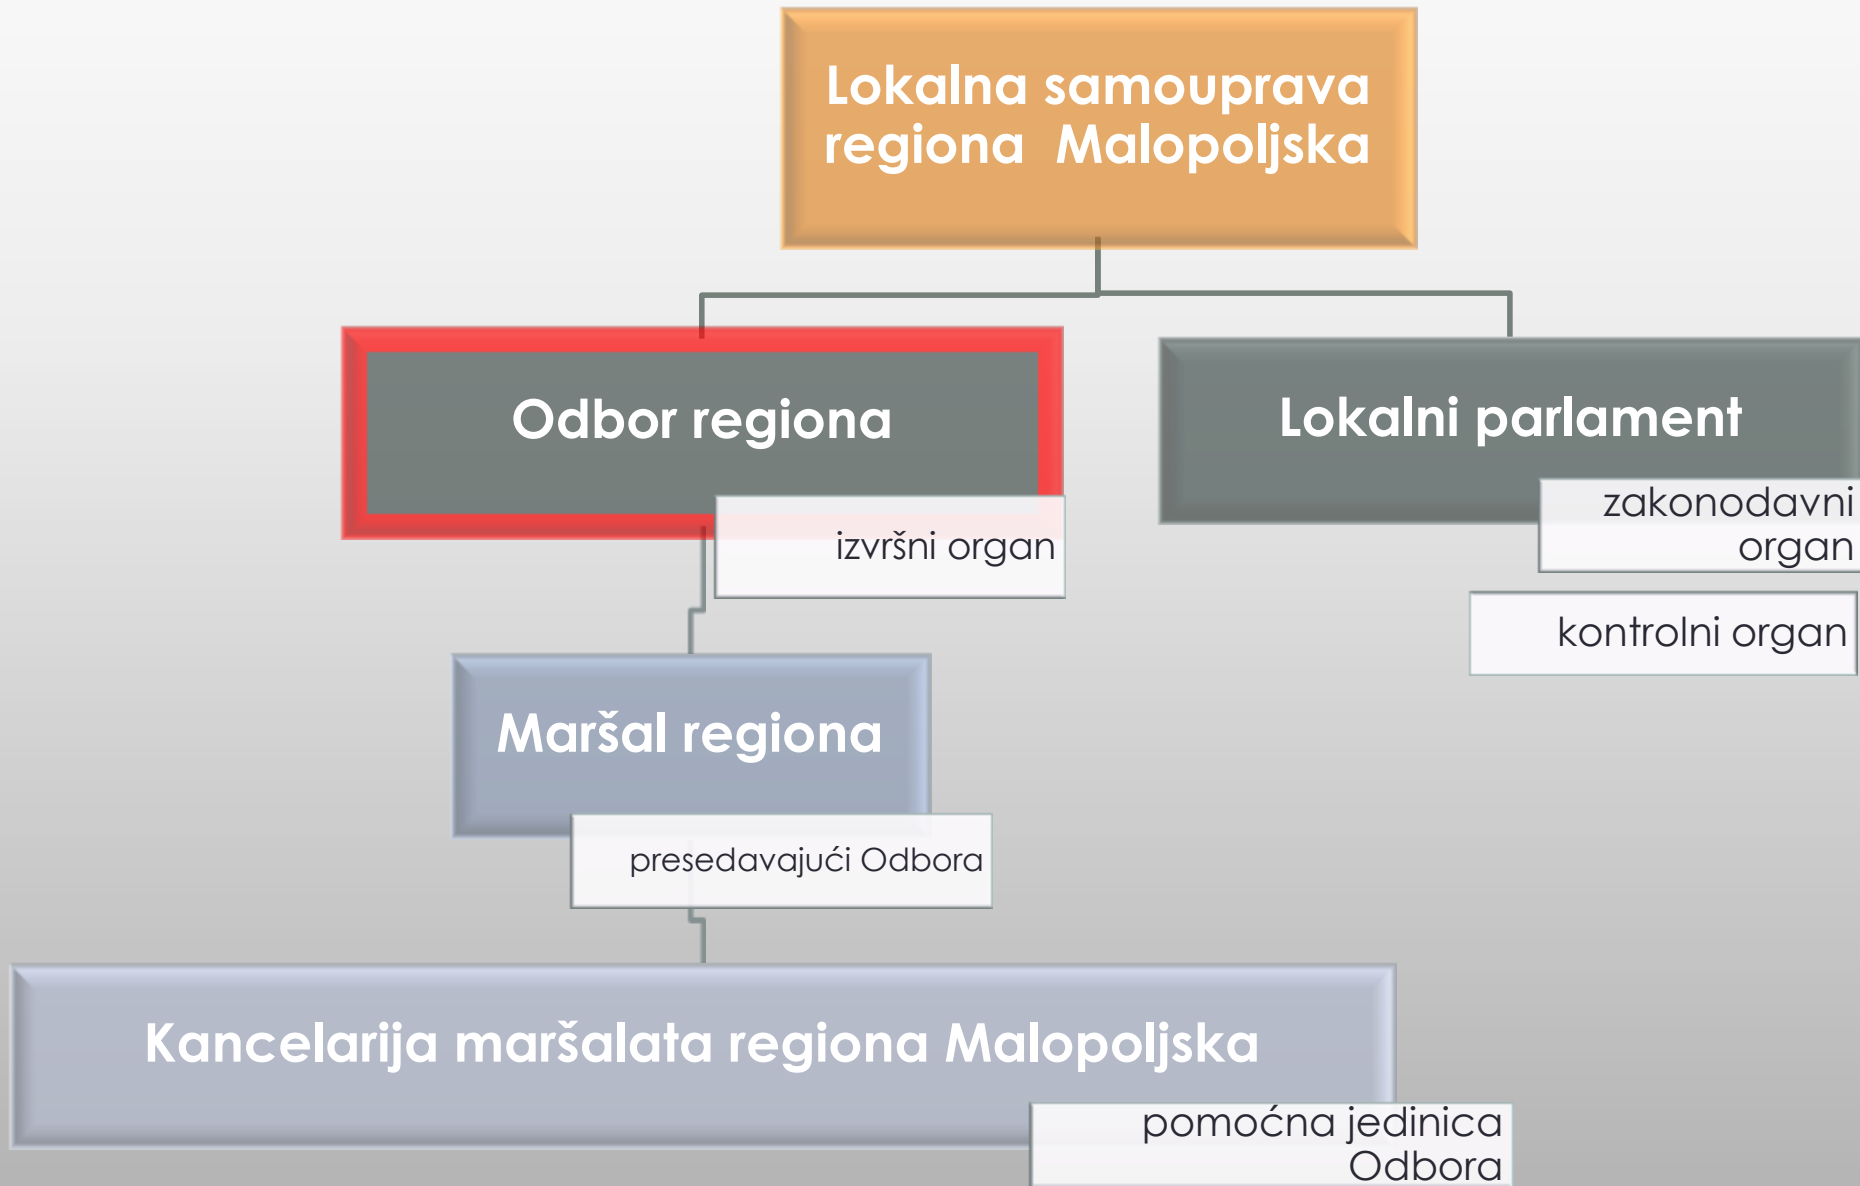 Lokalna samouprava
regiona Malopoljska
Odbor regiona
izvršni organ
Lokalni parlament
zakonodavni
organ
kontrolni organ
Maršal regiona
presedavajući Odbora
Kancelarija maršalata regiona Malopoljska
pomoćna jedinica
Odbora